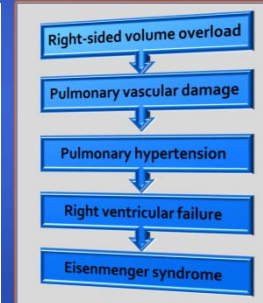 Right-sided volume overload
Pulmonary vascular damage
Pulmonary hypertension
Right ventricular failure
Eisenmenger syndrome